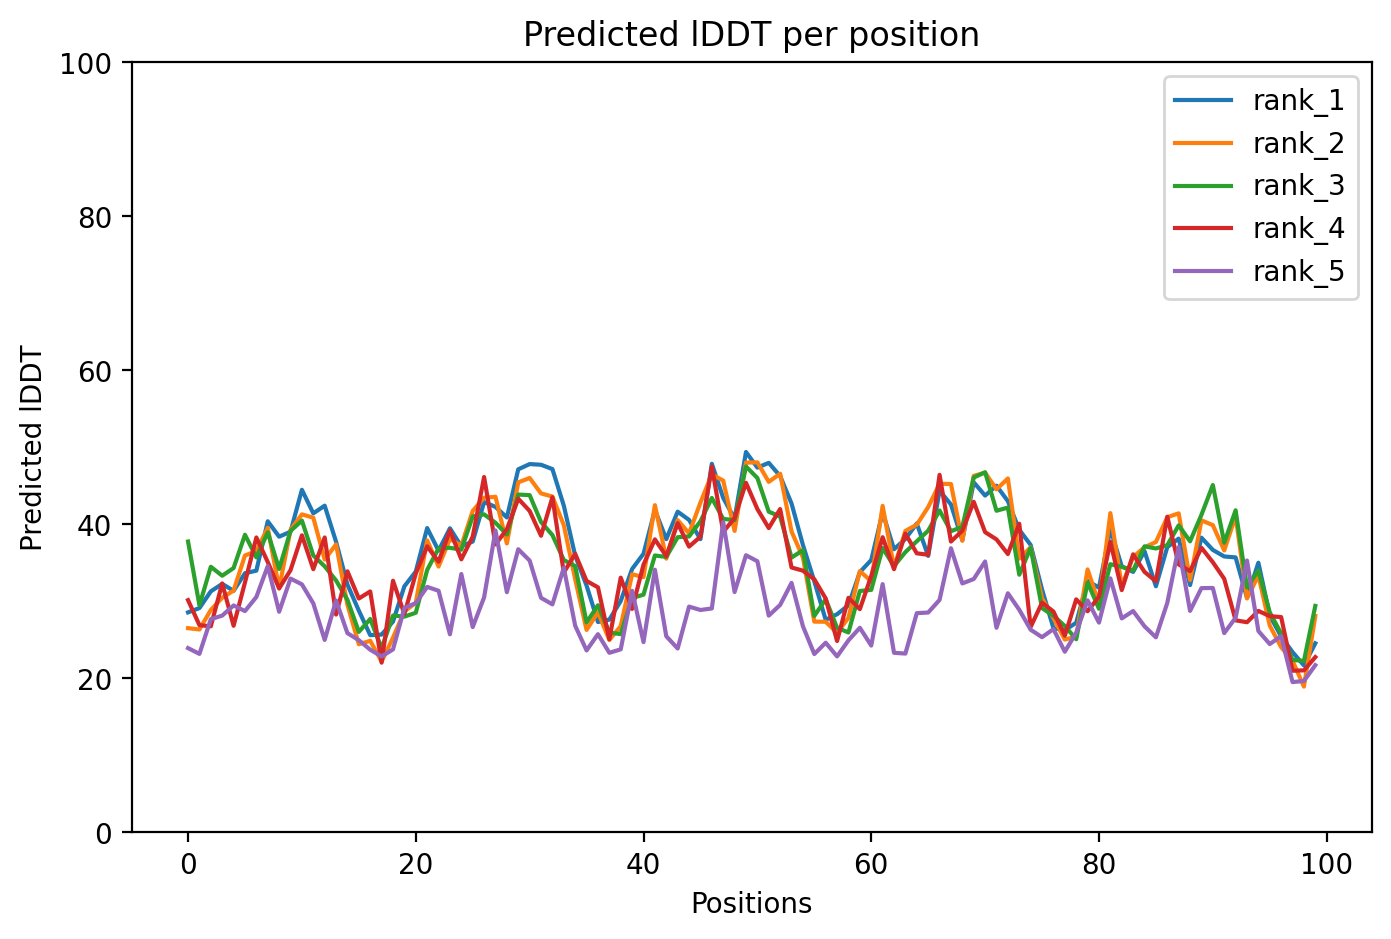 Predicted lDDT per position
Predicted lDDT
100
80
60
40
20
0
rank_1
rank_2
rank_3
rank_4
rank_5
0 20 40 60 80 100
Positions